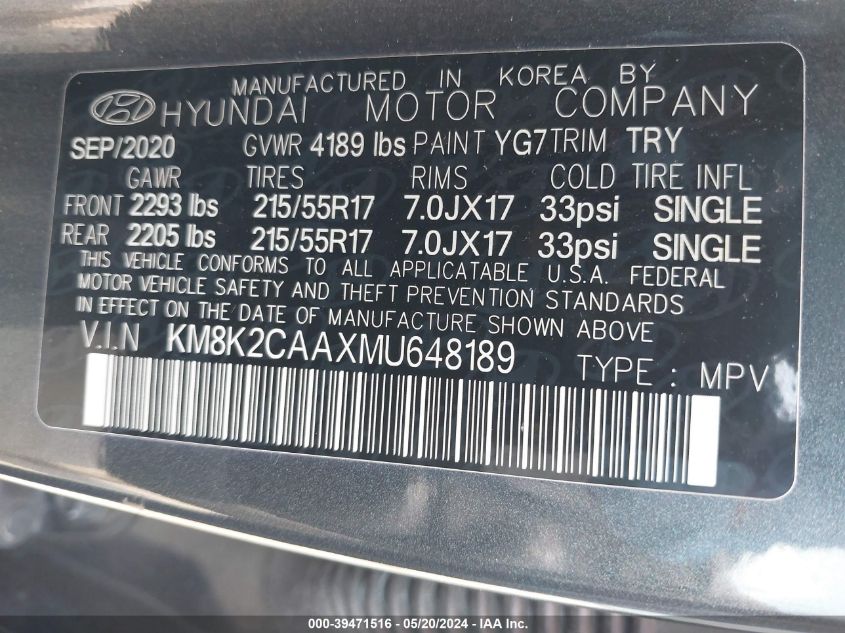 MANUFACTURED IN KOREA BY
HYUNDAI MOTOR COMPANY
SEP/2020 GVWR 4189 lbs PAINT YG7 TRIM TRY
GAWR TIRES RIMS COLD TIRE INFL
FRONT 2293 lbs 215/55R17 7.0JX17 33psi SINGLE
REAR 2205 lbs 215/55R17 7.0JX17 33psi SINGLE
THIS VEHICLE CONFORMS TO ALL APPLICATABLE U.S.A. FEDERAL
MOTOR VEHICLE SAFETY AND THEFT PREVENTION STANDARDS
IN EFFECT ON THE DATE OF MANUFACTURE SHOWN ABOVE
V.I.N KM8K2CAAXMU648189 TYPE : MPV
000-39471516 — 05/20/2024 — IAA Inc.